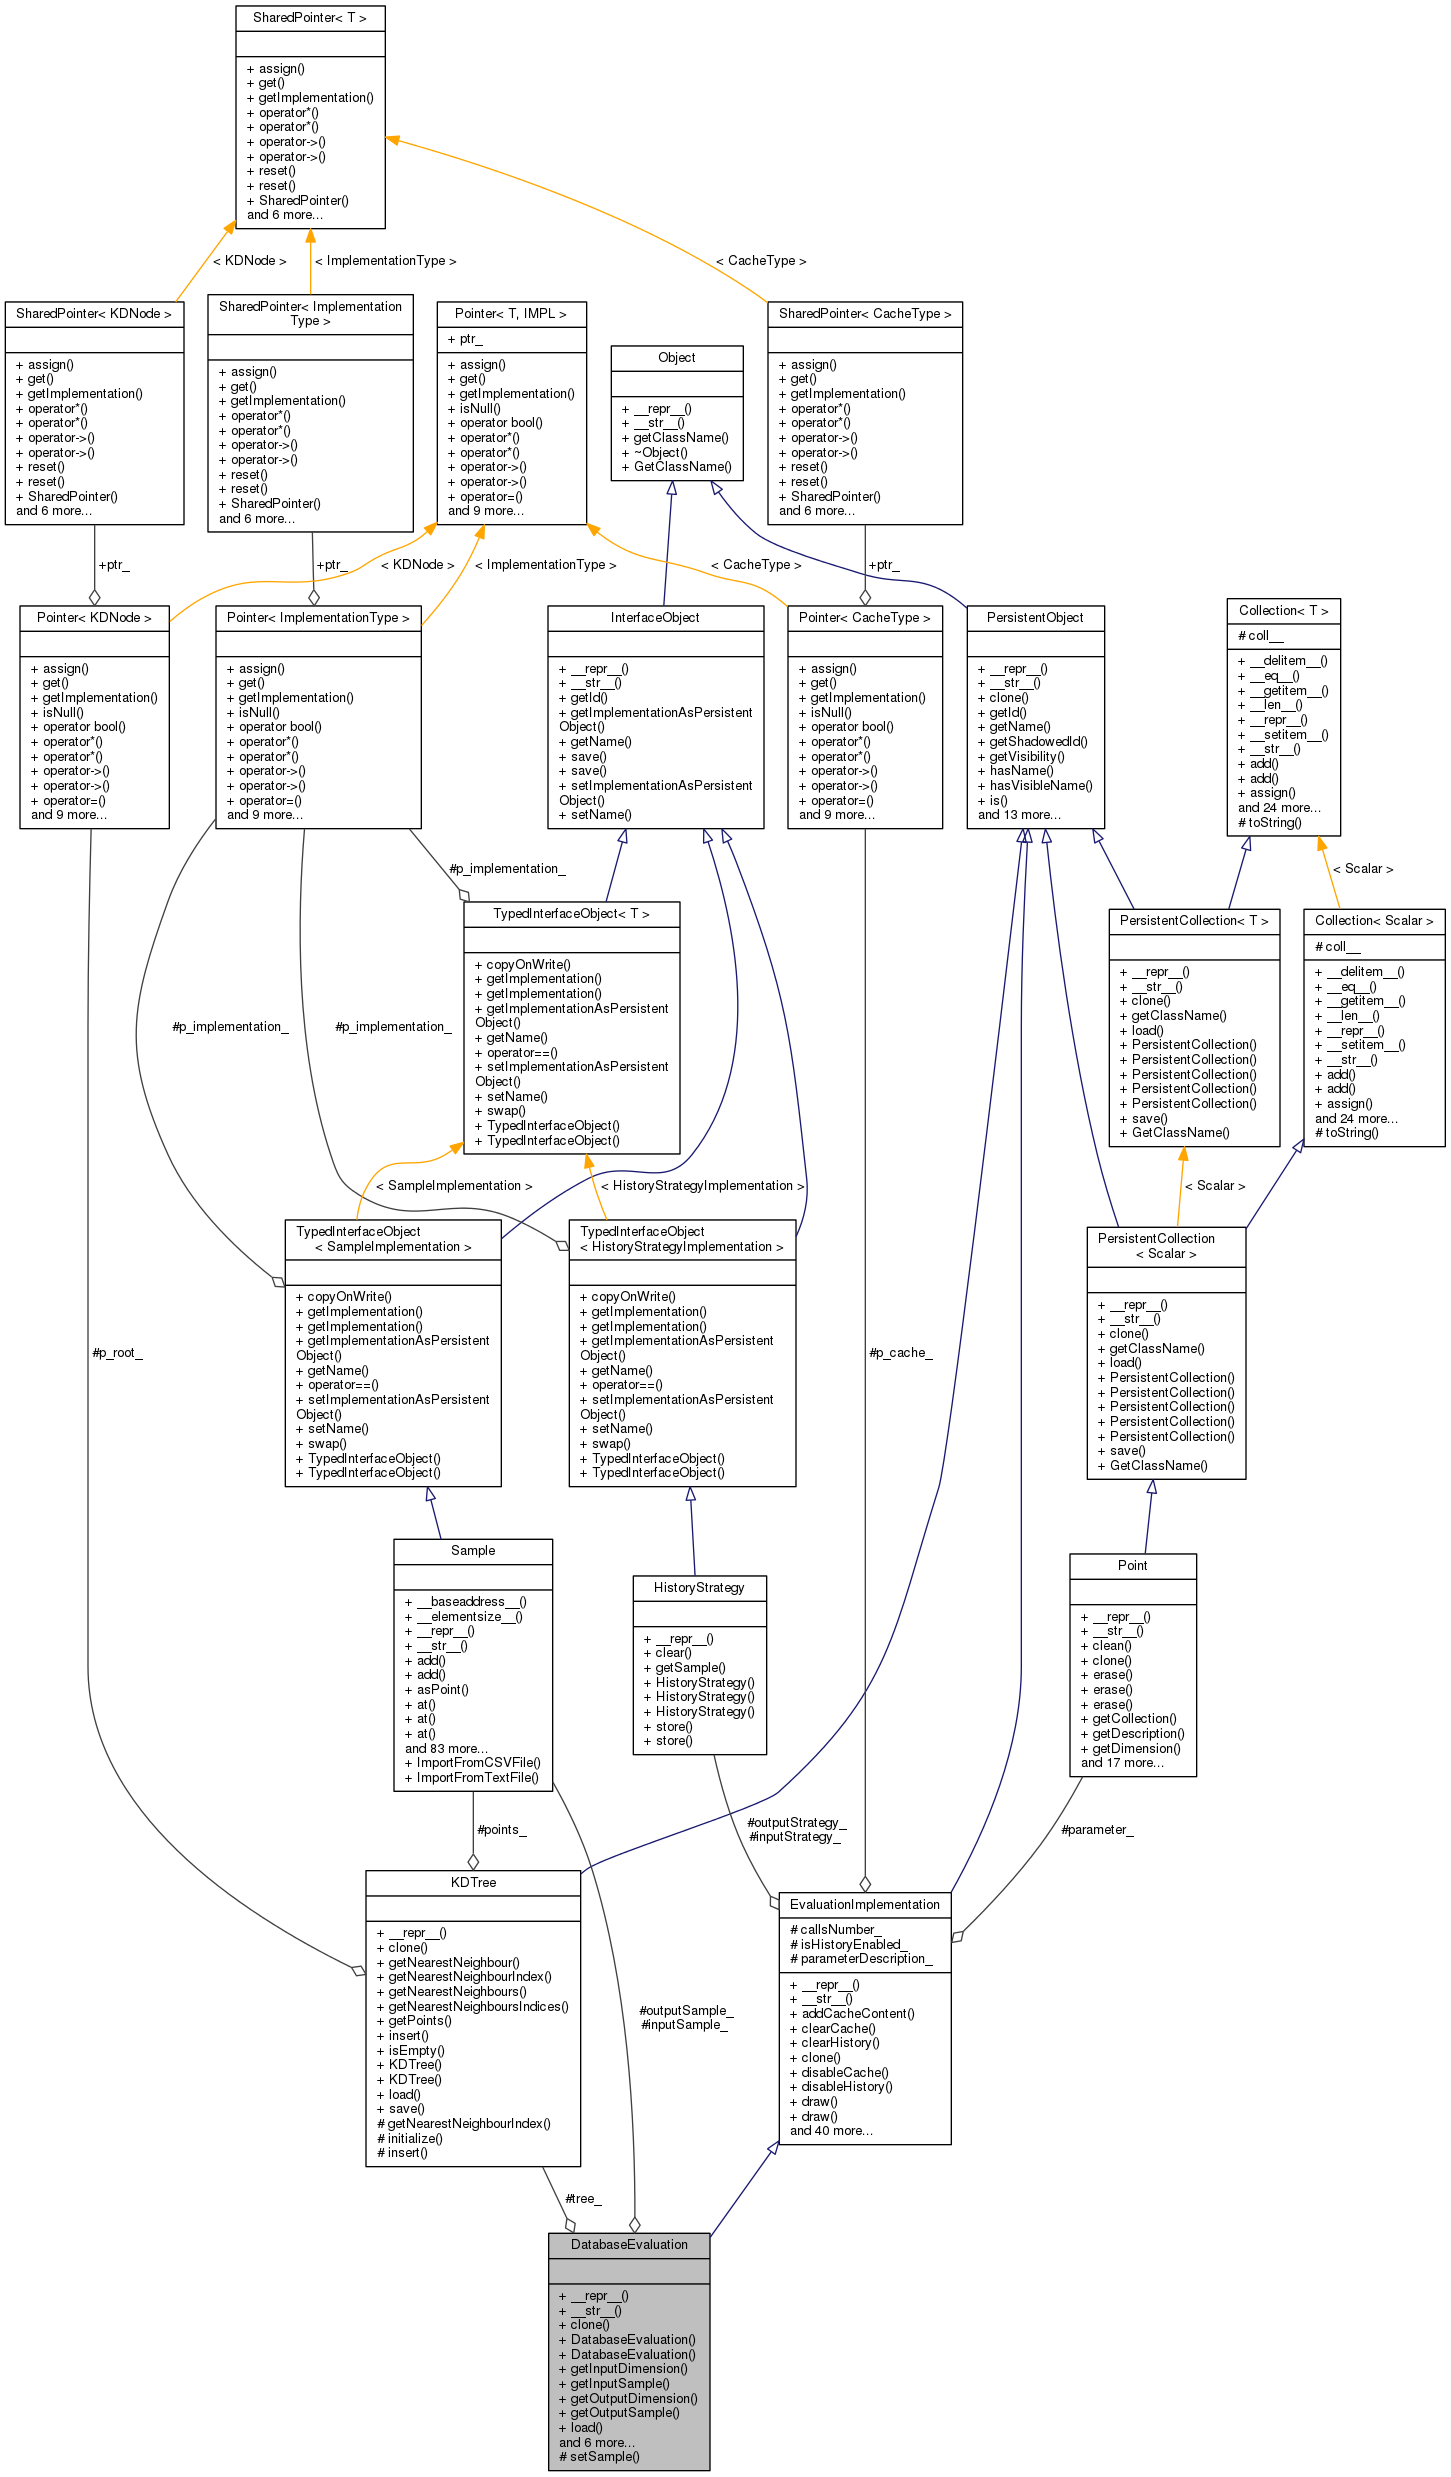 SharedPointer< T >
+ assign()
+ get()
+ getImplementation()
+ operator*()
+ operator*()
+ operator->()
+ operator->()
+ reset()
+ reset()
+ SharedPointer()
and 6 more...
< KDNode >
< ImplementationType >
< CacheType >
SharedPointer< KDNode >
+ assign()
+ get()
+ getImplementation()
+ operator*()
+ operator*()
+ operator->()
+ operator->()
+ reset()
+ reset()
+ SharedPointer()
and 6 more...
SharedPointer< Implementation
Type >
+ assign()
+ get()
+ getImplementation()
+ operator*()
+ operator*()
+ operator->()
+ operator->()
+ reset()
+ reset()
+ SharedPointer()
and 6 more...
Pointer< T, IMPL >
+ ptr_
+ assign()
+ get()
+ getImplementation()
+ isNull()
+ operator bool()
+ operator*()
+ operator*()
+ operator->()
+ operator->()
+ operator=()
and 9 more...
Object
+ __repr__()
+ __str__()
+ getClassName()
+ ~Object()
+ GetClassName()
SharedPointer< CacheType >
+ assign()
+ get()
+ getImplementation()
+ operator*()
+ operator*()
+ operator->()
+ operator->()
+ reset()
+ reset()
+ SharedPointer()
and 6 more...
+ptr_
+ptr_
< KDNode >
< ImplementationType >
< CacheType >
+ptr_
Pointer< KDNode >
+ assign()
+ get()
+ getImplementation()
+ isNull()
+ operator bool()
+ operator*()
+ operator*()
+ operator->()
+ operator->()
+ operator=()
and 9 more...
Pointer< ImplementationType >
+ assign()
+ get()
+ getImplementation()
+ isNull()
+ operator bool()
+ operator*()
+ operator*()
+ operator->()
+ operator->()
+ operator=()
and 9 more...
InterfaceObject
+ __repr__()
+ __str__()
+ getId()
+ getImplementationAsPersistent
Object()
+ getName()
+ save()
+ save()
+ setImplementationAsPersistent
Object()
+ setName()
Pointer< CacheType >
+ assign()
+ get()
+ getImplementation()
+ isNull()
+ operator bool()
+ operator*()
+ operator*()
+ operator->()
+ operator->()
+ operator=()
and 9 more...
PersistentObject
+ __repr__()
+ __str__()
+ clone()
+ getId()
+ getName()
+ getShadowedId()
+ getVisibility()
+ hasName()
+ hasVisibleName()
+ is()
and 13 more...
Collection< T >
# coll__
+ __delitem__()
+ __eq__()
+ __getitem__()
+ __len__()
+ __repr__()
+ __setitem__()
+ __str__()
+ add()
+ add()
+ assign()
and 24 more...
# toString()
#p_implementation_
< Scalar >
TypedInterfaceObject< T >
+ copyOnWrite()
+ getImplementation()
+ getImplementation()
+ getImplementationAsPersistent
Object()
+ getName()
+ operator==()
+ setImplementationAsPersistent
Object()
+ setName()
+ swap()
+ TypedInterfaceObject()
+ TypedInterfaceObject()
PersistentCollection< T >
+ __repr__()
+ __str__()
+ clone()
+ getClassName()
+ load()
+ PersistentCollection()
+ PersistentCollection()
+ PersistentCollection()
+ PersistentCollection()
+ PersistentCollection()
+ save()
+ GetClassName()
Collection< Scalar >
# coll__
+ __delitem__()
+ __eq__()
+ __getitem__()
+ __len__()
+ __repr__()
+ __setitem__()
+ __str__()
+ add()
+ add()
+ assign()
and 24 more...
# toString()
#p_implementation_
#p_implementation_
< SampleImplementation >
< HistoryStrategyImplementation >
< Scalar >
TypedInterfaceObject
< SampleImplementation >
+ copyOnWrite()
+ getImplementation()
+ getImplementation()
+ getImplementationAsPersistent
Object()
+ getName()
+ operator==()
+ setImplementationAsPersistent
Object()
+ setName()
+ swap()
+ TypedInterfaceObject()
+ TypedInterfaceObject()
TypedInterfaceObject
< HistoryStrategyImplementation >
+ copyOnWrite()
+ getImplementation()
+ getImplementation()
+ getImplementationAsPersistent
Object()
+ getName()
+ operator==()
+ setImplementationAsPersistent
Object()
+ setName()
+ swap()
+ TypedInterfaceObject()
+ TypedInterfaceObject()
PersistentCollection
< Scalar >
+ __repr__()
+ __str__()
+ clone()
+ getClassName()
+ load()
+ PersistentCollection()
+ PersistentCollection()
+ PersistentCollection()
+ PersistentCollection()
+ PersistentCollection()
+ save()
+ GetClassName()
#p_root_
#p_cache_
Sample
+ __baseaddress__()
+ __elementsize__()
+ __repr__()
+ __str__()
+ add()
+ add()
+ asPoint()
+ at()
+ at()
+ at()
and 83 more...
+ ImportFromCSVFile()
+ ImportFromTextFile()
HistoryStrategy
+ __repr__()
+ clear()
+ getSample()
+ HistoryStrategy()
+ HistoryStrategy()
+ HistoryStrategy()
+ store()
+ store()
Point
+ __repr__()
+ __str__()
+ clean()
+ clone()
+ erase()
+ erase()
+ erase()
+ getCollection()
+ getDescription()
+ getDimension()
and 17 more...
#points_
#outputStrategy_
#inputStrategy_
#parameter_
KDTree
+ __repr__()
+ clone()
+ getNearestNeighbour()
+ getNearestNeighbourIndex()
+ getNearestNeighbours()
+ getNearestNeighboursIndices()
+ getPoints()
+ insert()
+ isEmpty()
+ KDTree()
+ KDTree()
+ load()
+ save()
# getNearestNeighbourIndex()
# initialize()
# insert()
#outputSample_
#inputSample_
EvaluationImplementation
# callsNumber_
# isHistoryEnabled_
# parameterDescription_
+ __repr__()
+ __str__()
+ addCacheContent()
+ clearCache()
+ clearHistory()
+ clone()
+ disableCache()
+ disableHistory()
+ draw()
+ draw()
and 40 more...
#tree_
DatabaseEvaluation
+ __repr__()
+ __str__()
+ clone()
+ DatabaseEvaluation()
+ DatabaseEvaluation()
+ getInputDimension()
+ getInputSample()
+ getOutputDimension()
+ getOutputSample()
+ load()
and 6 more...
# setSample()